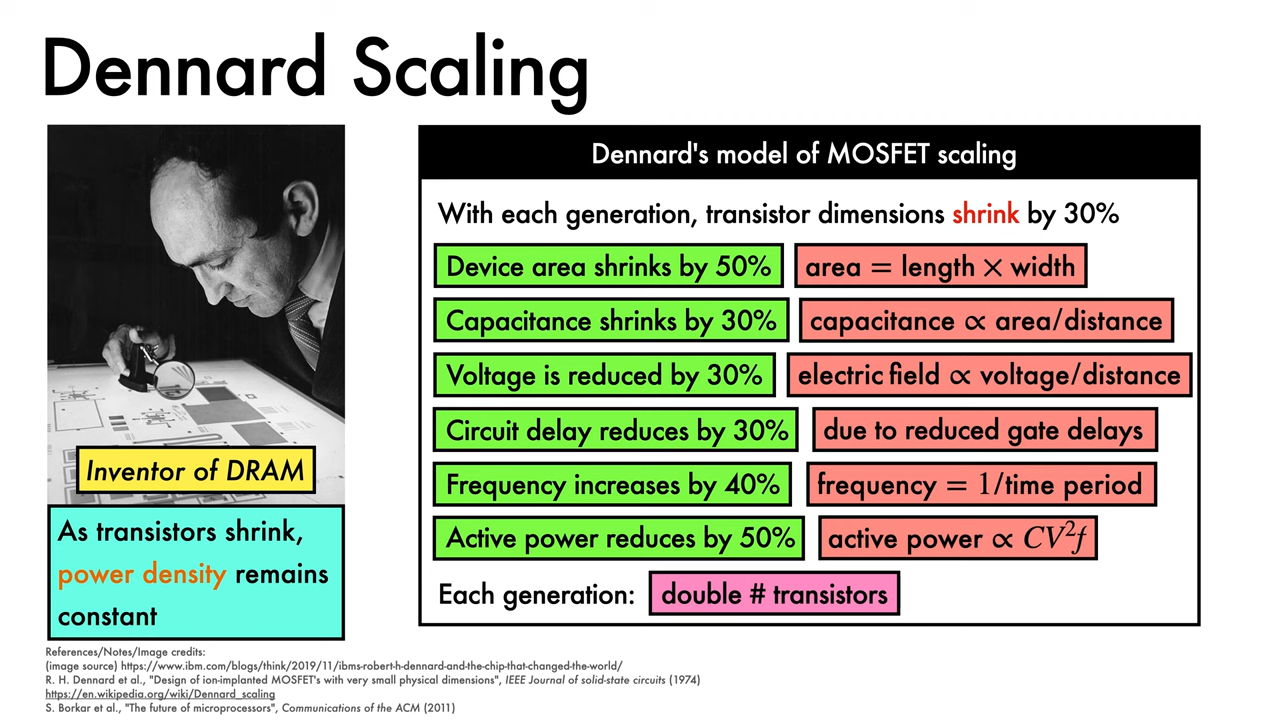 Dennard Scaling
Inventor of DRAM
As transistors shrink,
power density remains
constant
Dennard's model of MOSFET scaling
With each generation, transistor dimensions shrink by 30%
Device area shrinks by 50% area = length × width
Capacitance shrinks by 30% capacitance ∝ area/distance
Voltage is reduced by 30% electric field ∝ voltage/distance
Circuit delay reduces by 30% due to reduced gate delays
Frequency increases by 40% frequency = 1/time period
Active power reduces by 50% active power ∝ CV²f
Each generation: double # transistors
References/Notes/Image credits:
(image source) https://www.ibm.com/blogs/think/2019/11/ibms-robert-h-dennard-and-the-chip-that-changed-the-world/
R. H. Dennard et al., "Design of ion-implanted MOSFET's with very small physical dimensions", IEEE Journal of solid-state circuits (1974)
https://en.wikipedia.org/wiki/Dennard_scaling
S. Borkar et al., "The future of microprocessors", Communications of the ACM (2011)